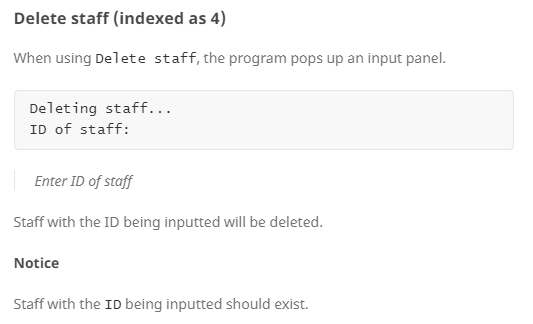 Delete staff (indexed as 4)
When using Delete staff, the program pops up an input panel.
Deleting staff...
ID of staff:
Enter ID of staff
Staff with the ID being inputted will be deleted.
Notice
Staff with the ID being inputted should exist.